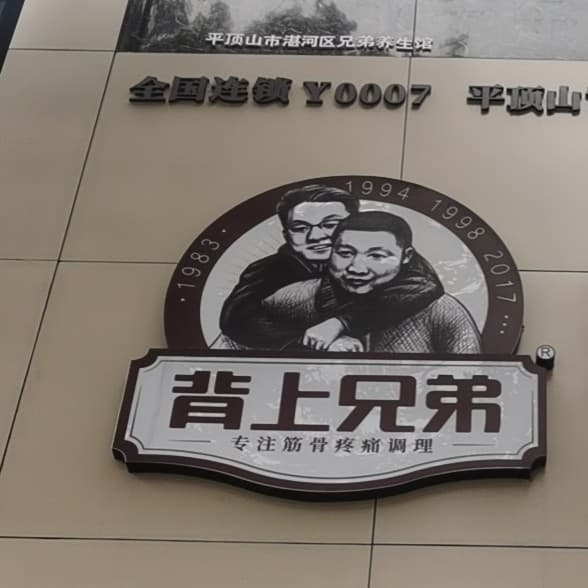 平顶山市湛河区兄弟养生馆
全国连锁 Y0007 平顶山
·1983· 1994 1998 2017···
®
背上兄弟
专注筋骨疼痛调理